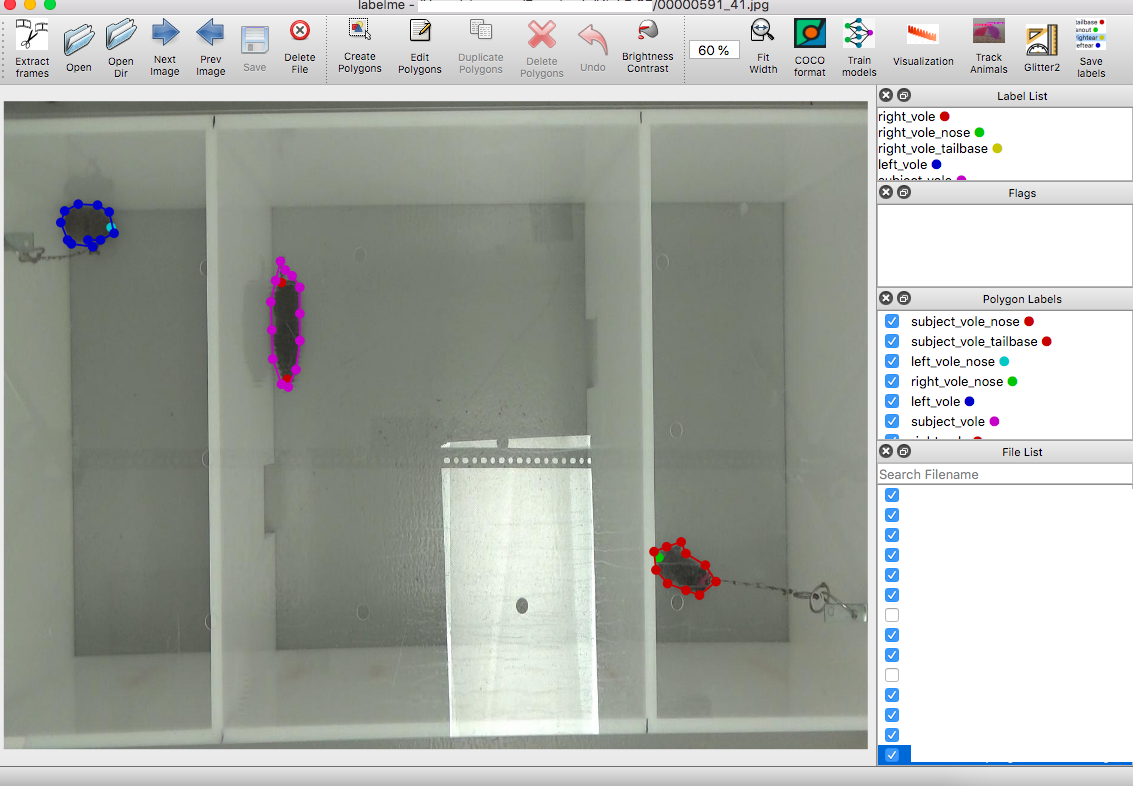 labelme - /00000591_41.jpg
Extract frames
Open
Open Dir
Next Image
Prev Image
Save
Delete File
Create Polygons
Edit Polygons
Duplicate Polygons
Delete Polygons
Undo
Brightness Contrast
60 %
Fit Width
COCO format
Train models
Visualization
Track Animals
Glitter2
Save labels
Label List
right_vole
right_vole_nose
right_vole_tailbase
left_vole
subject_vole
Flags
Polygon Labels
subject_vole_nose
subject_vole_tailbase
left_vole_nose
right_vole_nose
left_vole
subject_vole
File List
Search Filename